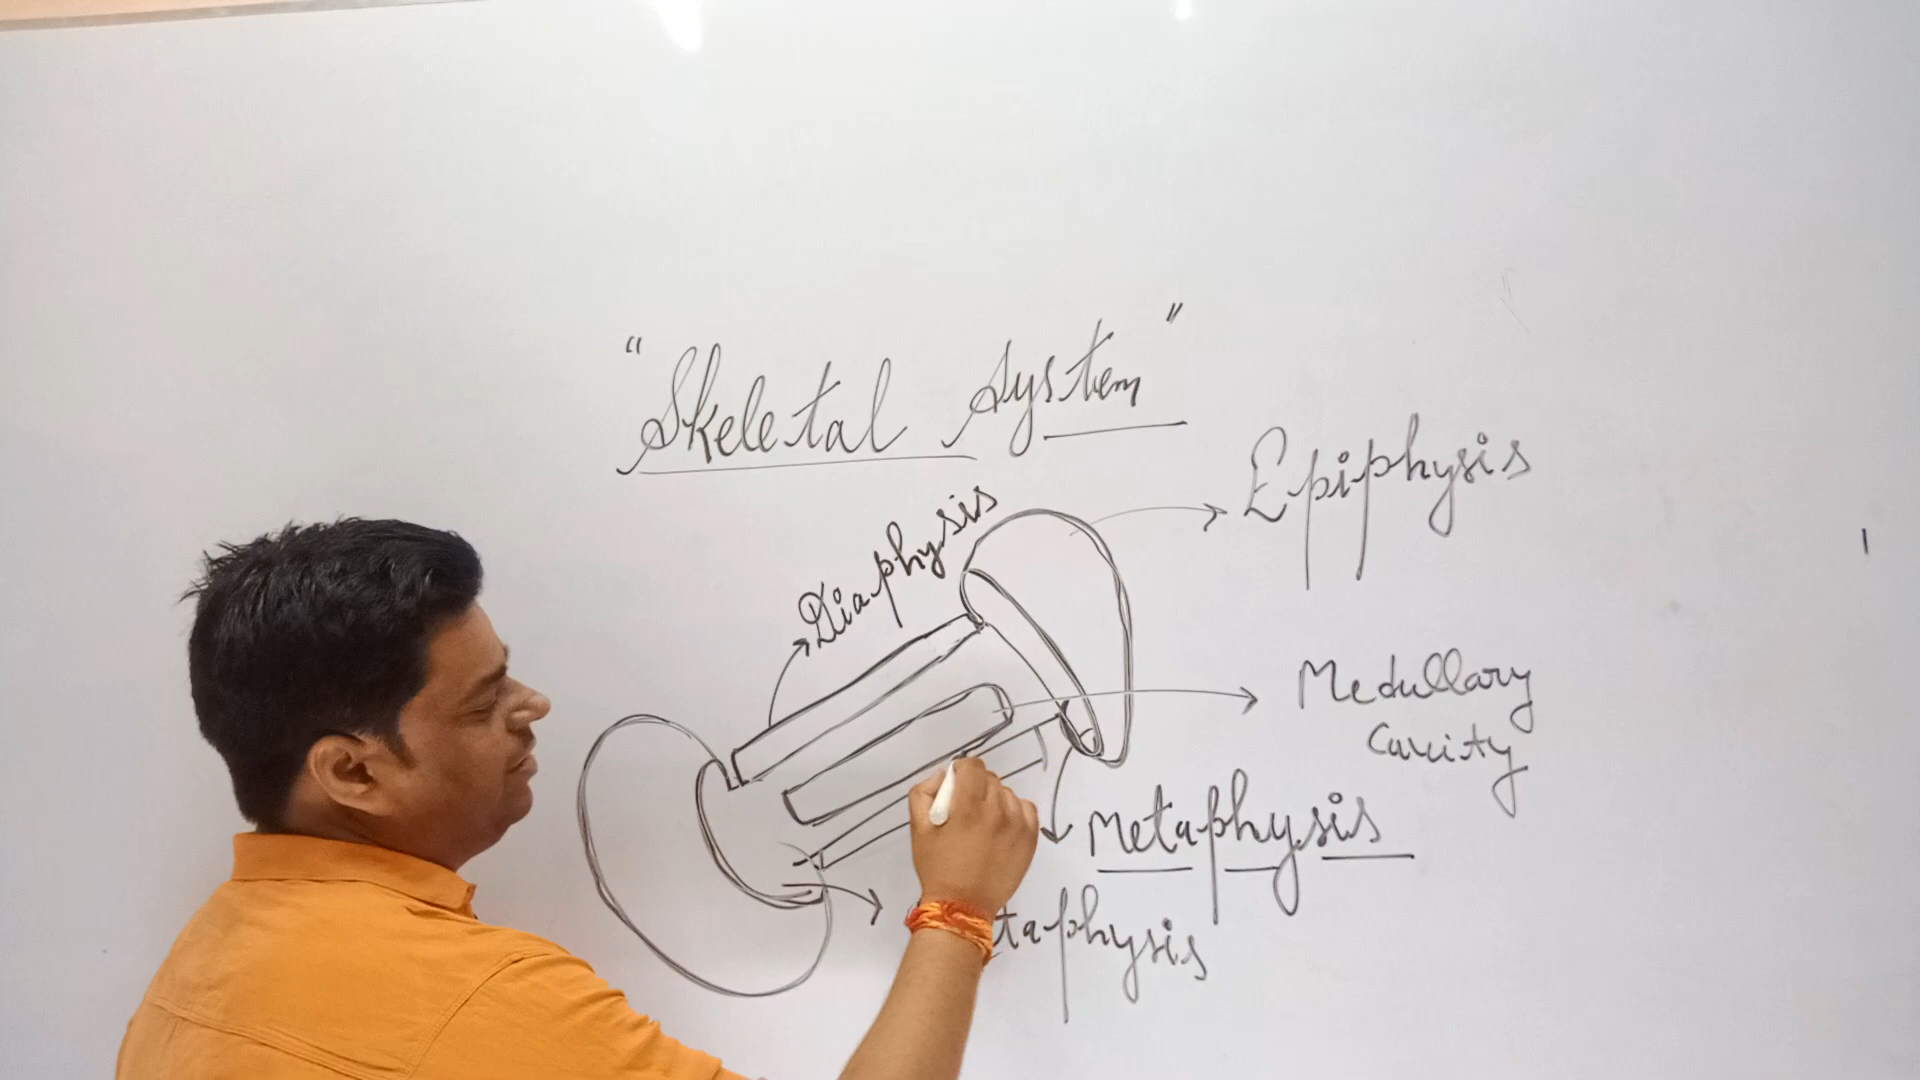 "Skeletal System"
Diaphysis
Epiphysis
Medullary
Cavity
Metaphysis
taphysis